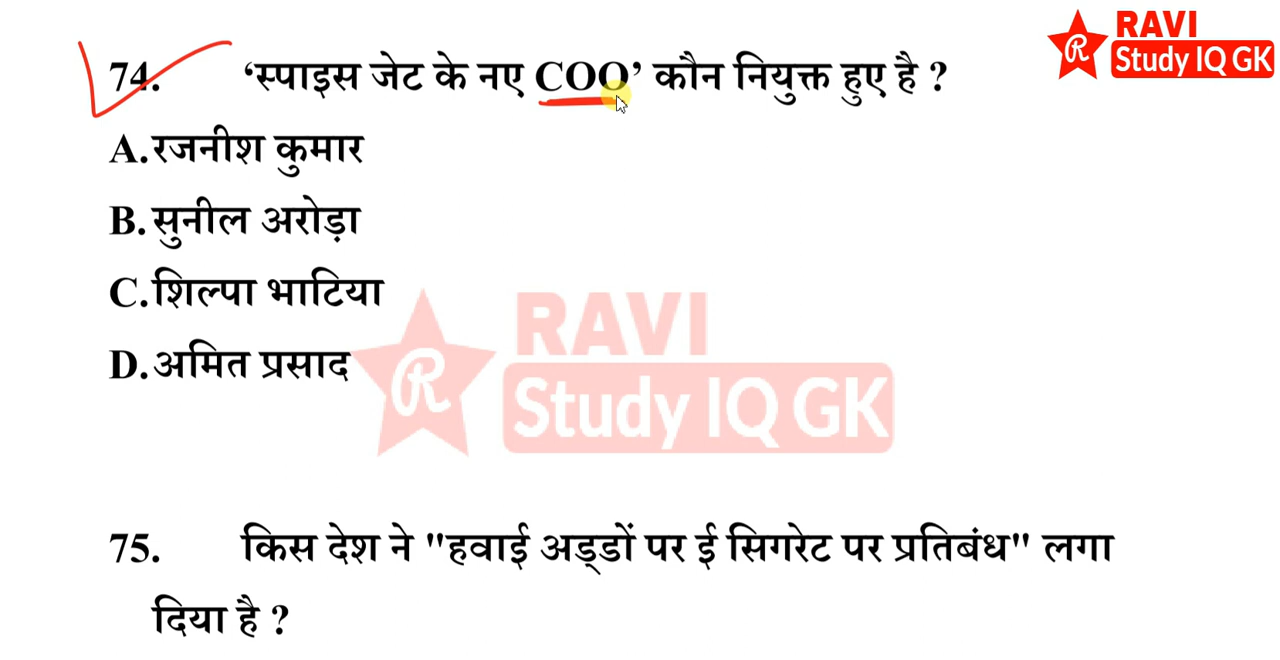 RAVI
Study IQ GK
74. ‘स्पाइस जेट के नए COO’ कौन नियुक्त हुए है ?
A.रजनीश कुमार
B.सुनील अरोड़ा
C.शिल्पा भाटिया
D.अमित प्रसाद
R RAVI
Study IQ GK
75. किस देश ने "हवाई अड्डों पर ई सिगरेट पर प्रतिबंध" लगा
दिया है ?